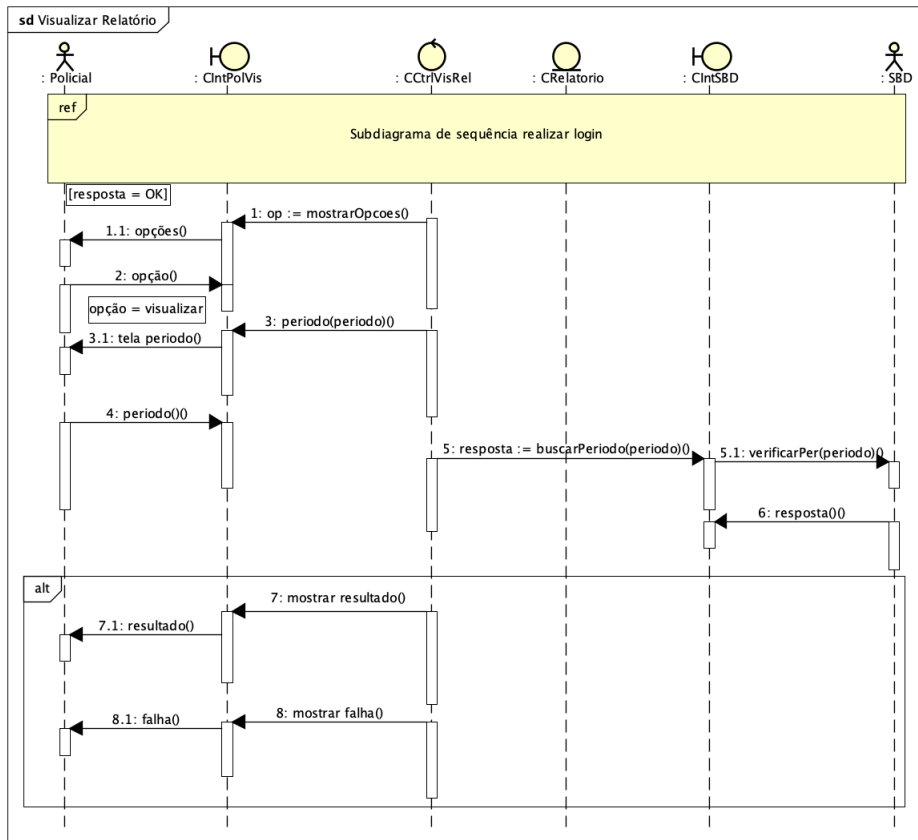 sd Visualizar Relatório
: Policial
: CIntPolVis
: CCtrlVisRel
: CRelatorio
: CIntSBD
: SBD
ref
Subdiagrama de sequência realizar login
[resposta = OK]
1: op := mostrarOpcoes()
1.1: opções()
2: opção()
opção = visualizar
3: periodo(periodo)()
3.1: tela periodo()
4: periodo()()
5: resposta := buscarPeriodo(periodo)()
5.1: verificarPer(periodo)()
6: resposta()()
alt
7: mostrar resultado()
7.1: resultado()
8: mostrar falha()
8.1: falha()